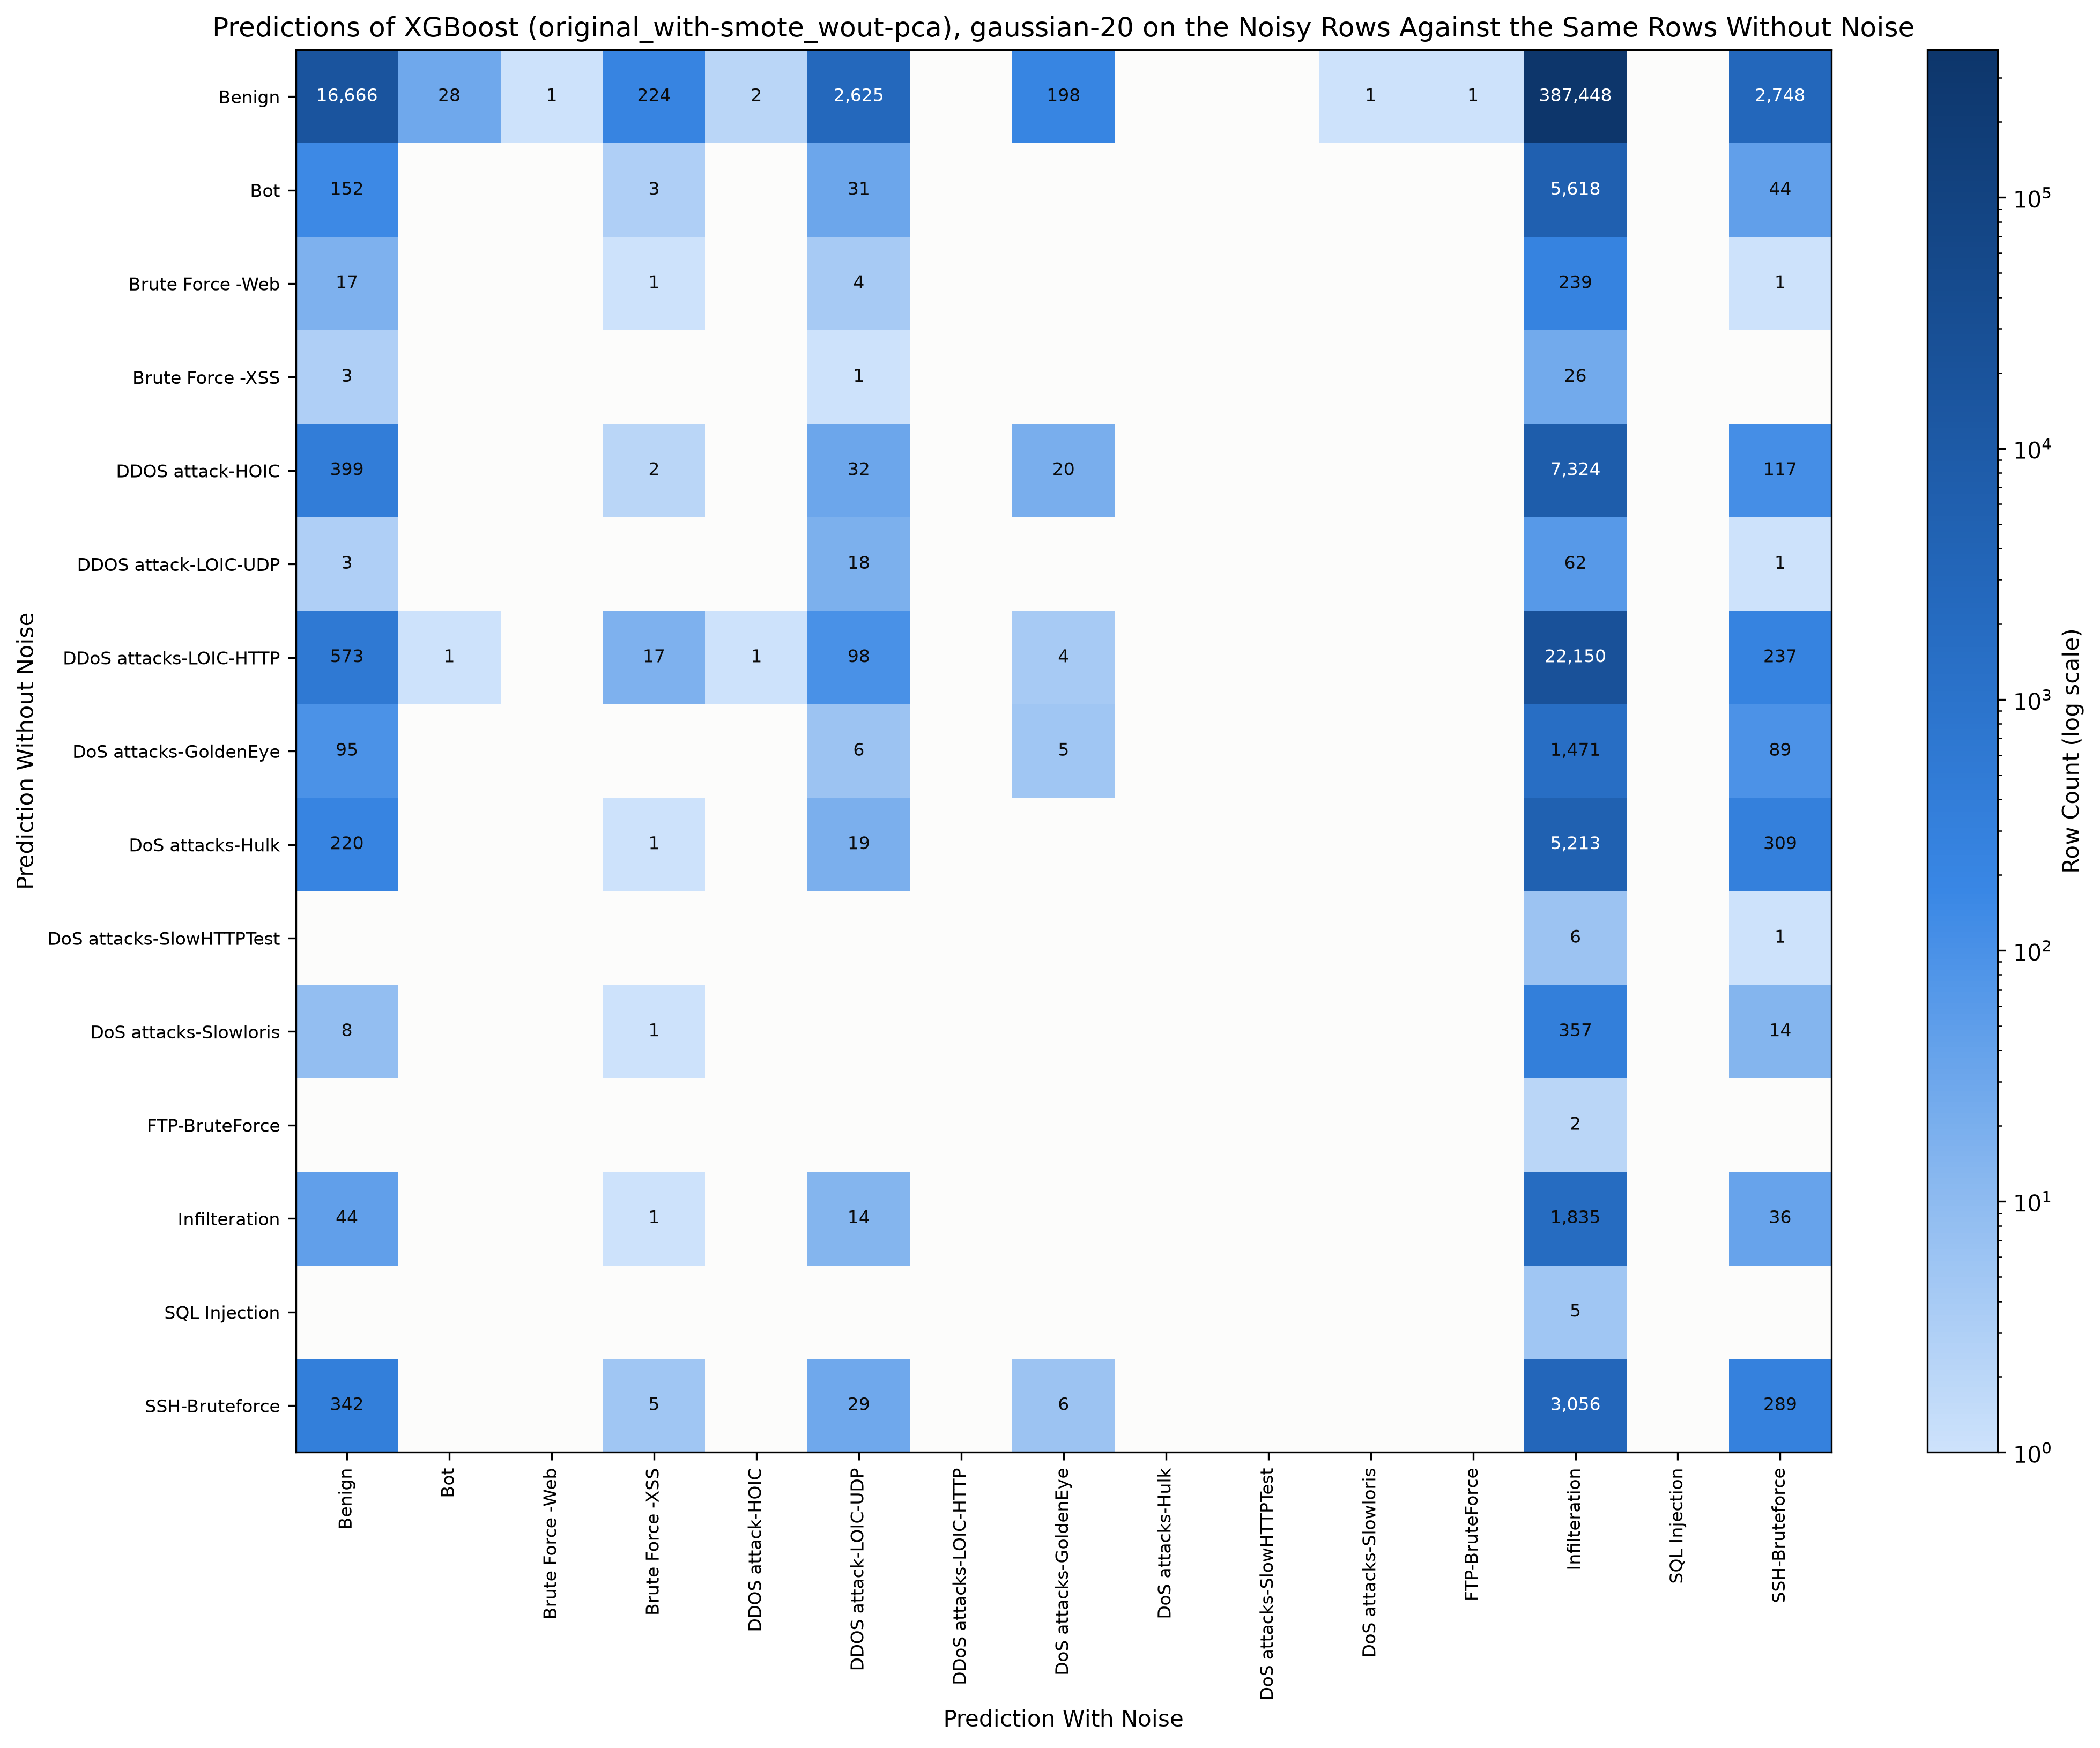 Predictions of XGBoost (original_with-smote_wout-pca), gaussian-20 on the Noisy Rows Against the Same Rows Without Noise
Prediction Without Noise
Benign 16,666 28 1 224 2 2,625 198 1 1 387,448 2,748
Bot 152 3 31 5,618 44
Brute Force -Web 17 1 4 239 1
Brute Force -XSS 3 1 26
DDOS attack-HOIC 399 2 32 20 7,324 117
DDOS attack-LOIC-UDP 3 18 62 1
DDoS attacks-LOIC-HTTP 573 1 17 1 98 4 22,150 237
DoS attacks-GoldenEye 95 6 5 1,471 89
DoS attacks-Hulk 220 1 19 5,213 309
DoS attacks-SlowHTTPTest 6 1
DoS attacks-Slowloris 8 1 357 14
FTP-BruteForce 2
Infilteration 44 1 14 1,835 36
SQL Injection 5
SSH-Bruteforce 342 5 29 6 3,056 289
Benign
Bot
Brute Force -Web
Brute Force -XSS
DDOS attack-HOIC
DDOS attack-LOIC-UDP
DDoS attacks-LOIC-HTTP
DoS attacks-GoldenEye
DoS attacks-Hulk
DoS attacks-SlowHTTPTest
DoS attacks-Slowloris
FTP-BruteForce
Infilteration
SQL Injection
SSH-Bruteforce
Prediction With Noise
10⁵
10⁴
10³
10²
10¹
10⁰
Row Count (log scale)